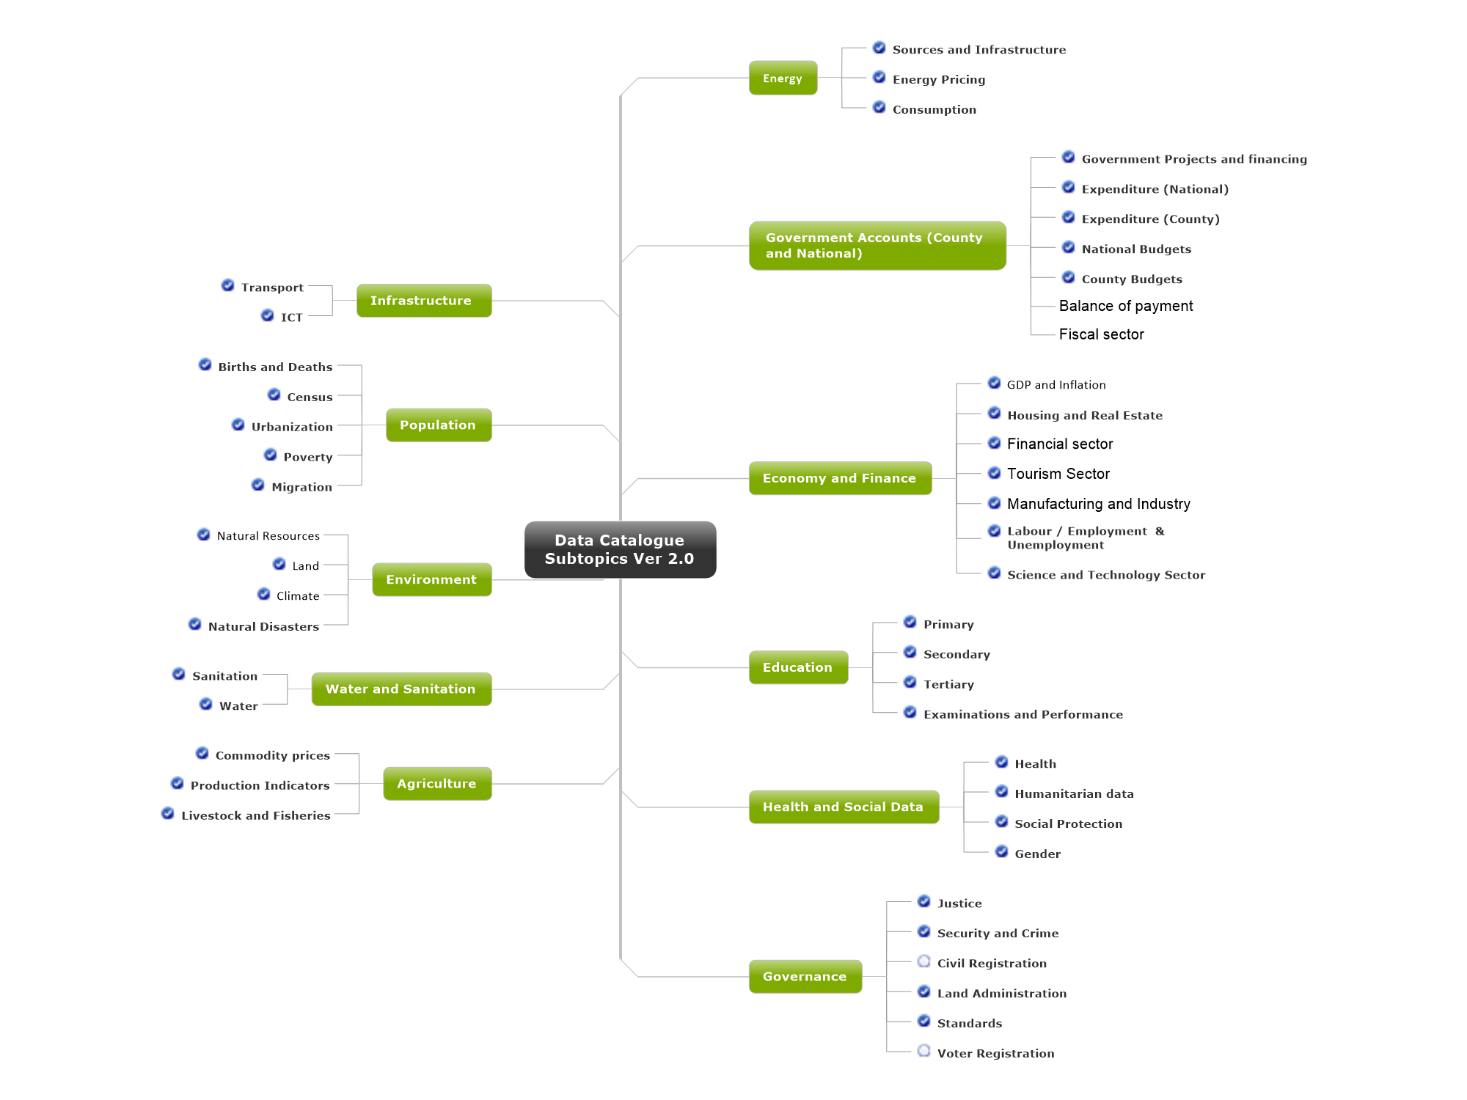 Data Catalogue
Subtopics Ver 2.0
Energy
Sources and Infrastructure
Energy Pricing
Consumption
Government Accounts (County
and National)
Government Projects and financing
Expenditure (National)
Expenditure (County)
National Budgets
County Budgets
Balance of payment
Fiscal sector
Economy and Finance
GDP and Inflation
Housing and Real Estate
Financial sector
Tourism Sector
Manufacturing and Industry
Labour / Employment &
Unemployment
Science and Technology Sector
Education
Primary
Secondary
Tertiary
Examinations and Performance
Health and Social Data
Health
Humanitarian data
Social Protection
Gender
Governance
Justice
Security and Crime
Civil Registration
Land Administration
Standards
Voter Registration
Infrastructure
Transport
ICT
Population
Births and Deaths
Census
Urbanization
Poverty
Migration
Environment
Natural Resources
Land
Climate
Natural Disasters
Water and Sanitation
Sanitation
Water
Agriculture
Commodity prices
Production Indicators
Livestock and Fisheries